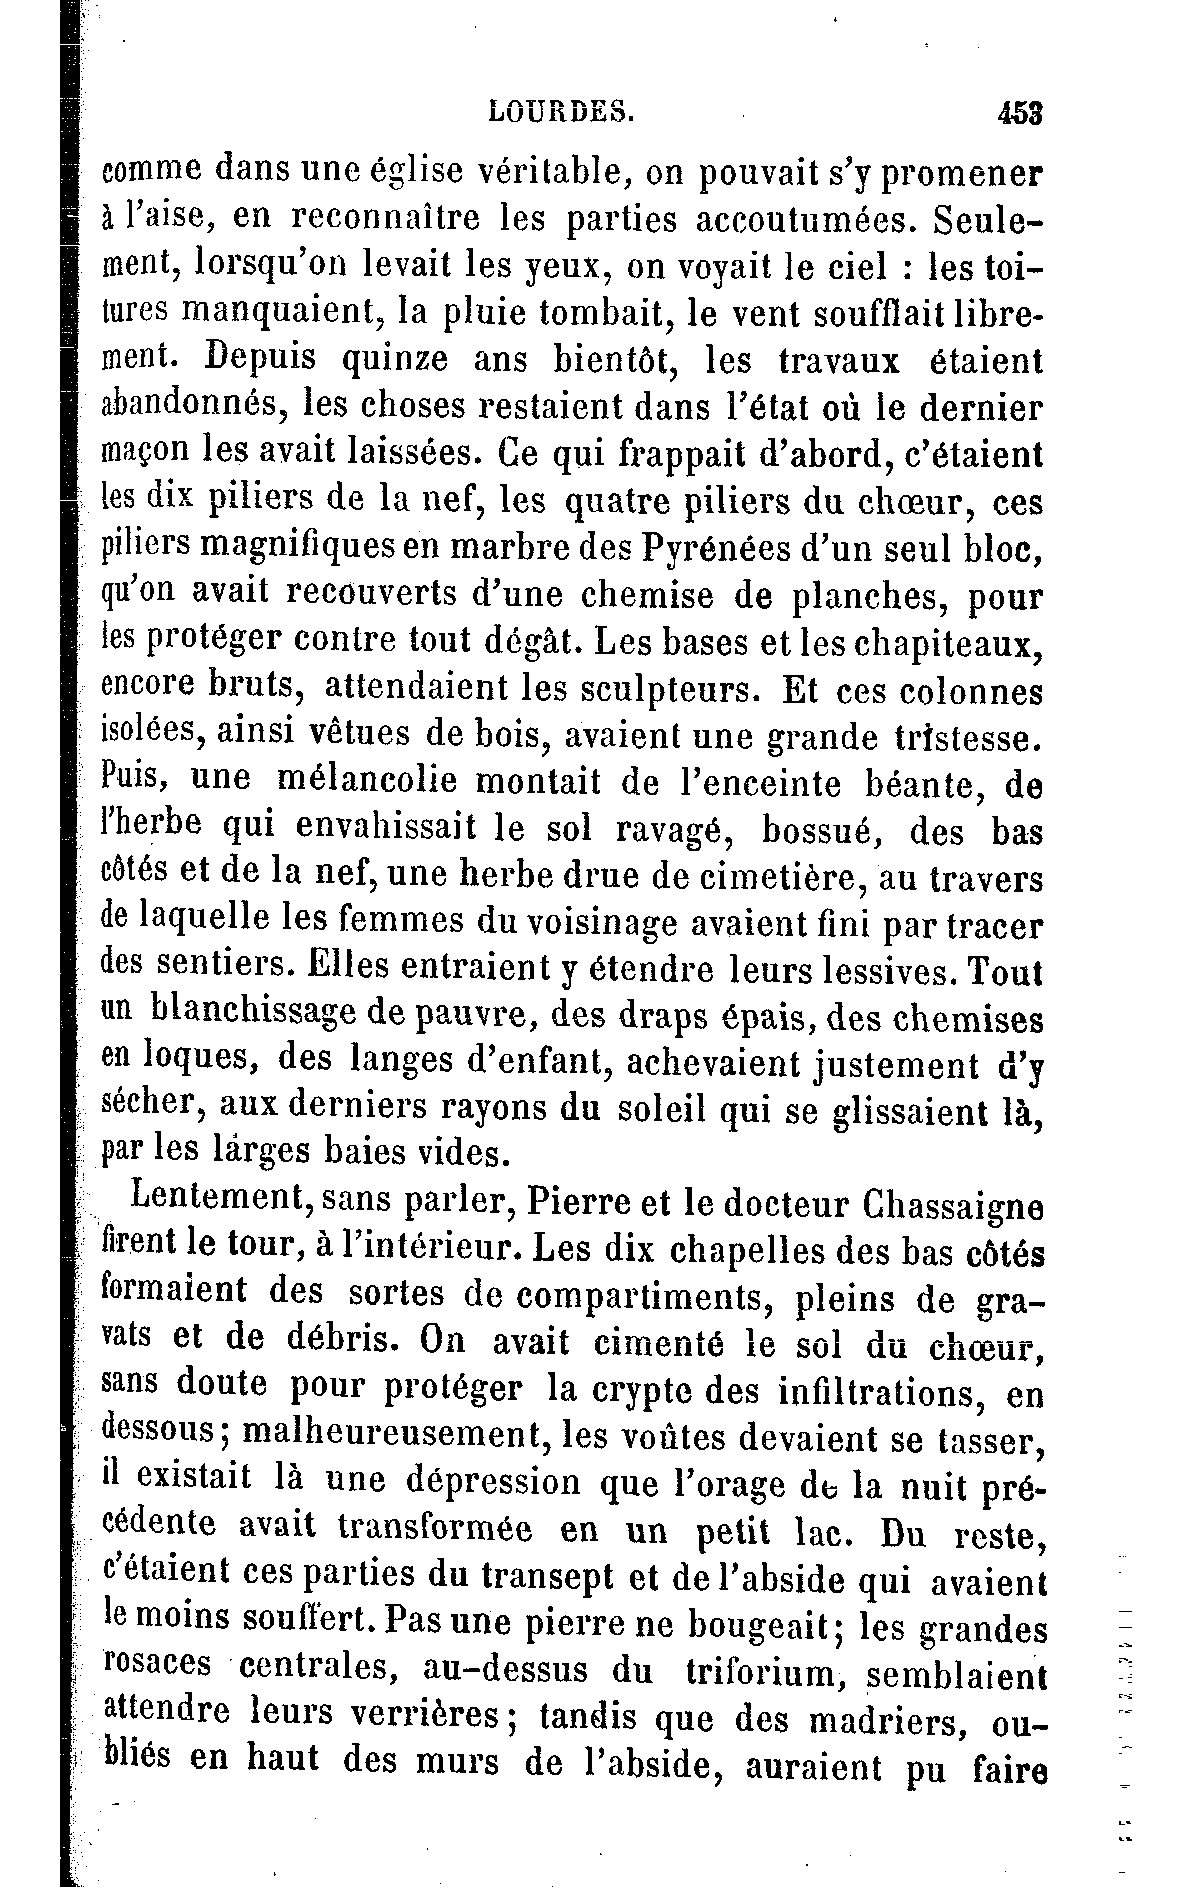 LOURDES. 453
comme dans une église véritable, on pouvait s'y promener
à l'aise, en reconnaître les parties accoutumées. Seule-
ment, lorsqu'on levait les yeux, on voyait le ciel : les toi-
tures manquaient, la pluie tombait, le vent soufflait libre-
ment. Depuis quinze ans bientôt, les travaux étaient
abandonnés, les choses restaient dans l'état où le dernier
maçon les avait laissées. Ce qui frappait d'abord, c'étaient
les dix piliers de la nef, les quatre piliers du chœur, ces
piliers magnifiques en marbre des Pyrénées d'un seul bloc,
qu'on avait recouverts d'une chemise de planches, pour
les protéger contre tout dégât. Les bases et les chapiteaux,
encore bruts, attendaient les sculpteurs. Et ces colonnes
isolées, ainsi vêtues de bois, avaient une grande tristesse.
Puis, une mélancolie montait de l'enceinte béante, de
l'herbe qui envahissait le sol ravagé, bossué, des bas
côtés et de la nef, une herbe drue de cimetière, au travers
de laquelle les femmes du voisinage avaient fini par tracer
des sentiers. Elles entraient y étendre leurs lessives. Tout
un blanchissage de pauvre, des draps épais, des chemises
en loques, des langes d'enfant, achevaient justement d'y
sécher, aux derniers rayons du soleil qui se glissaient là,
par les larges baies vides.
Lentement, sans parler, Pierre et le docteur Chassaigne
firent le tour, à l'intérieur. Les dix chapelles des bas côtés
formaient des sortes de compartiments, pleins de gra-
vats et de débris. On avait cimenté le sol du chœur,
sans doute pour protéger la crypte des infiltrations, en
dessous; malheureusement, les voûtes devaient se tasser,
il existait là une dépression que l'orage de la nuit pré-
cédente avait transformée en un petit lac. Du reste,
c'étaient ces parties du transept et de l'abside qui avaient
le moins souffert. Pas une pierre ne bougeait; les grandes
rosaces centrales, au-dessus du triforium, semblaient
attendre leurs verrières; tandis que des madriers, ou-
bliés en haut des murs de l'abside, auraient pu faire